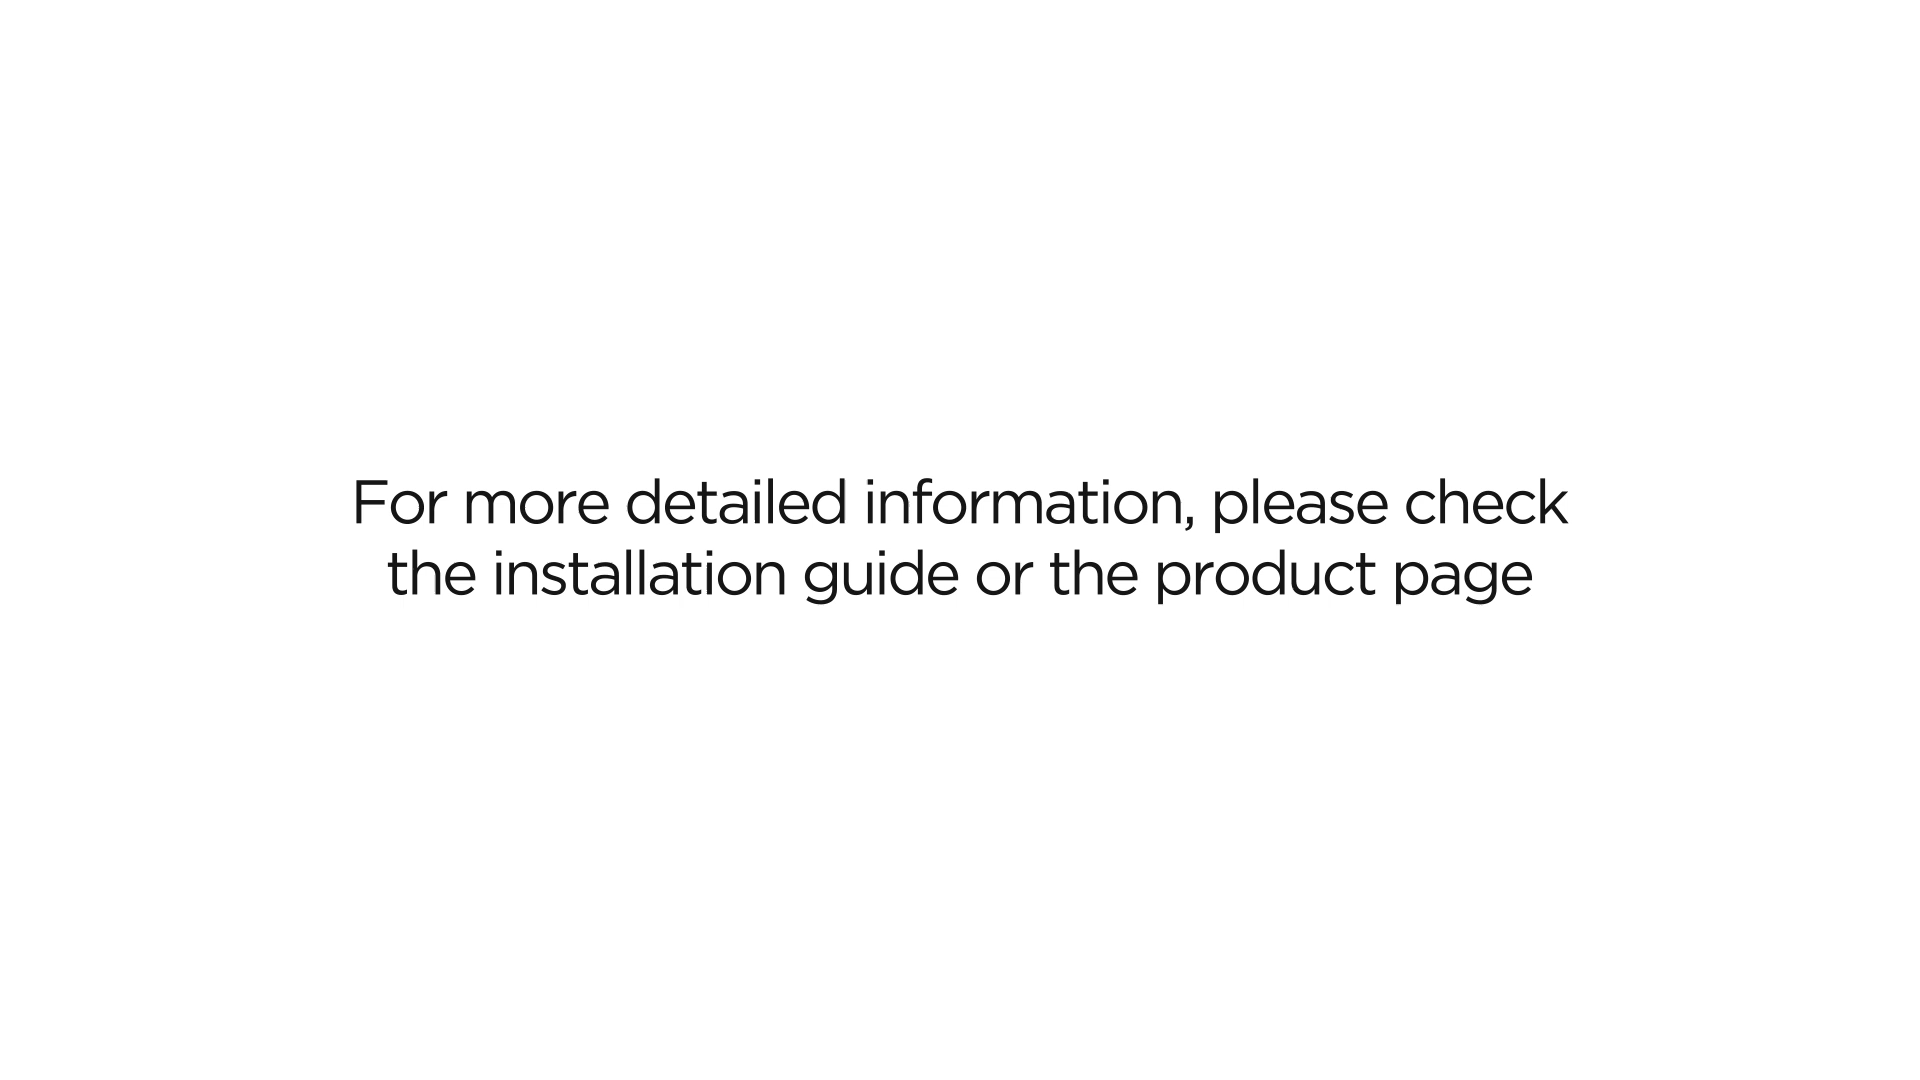 For more detailed information, please check
the installation guide or the product page